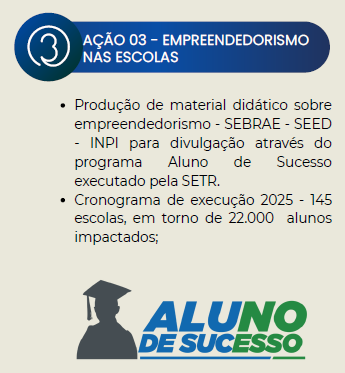 3
AÇÃO 03 - EMPREENDEDORISMO
NAS ESCOLAS
• Produção de material didático sobre
empreendedorismo - SEBRAE - SEED
- INPI para divulgação através do
programa Aluno de Sucesso
executado pela SETR.
• Cronograma de execução 2025 - 145
escolas, em torno de 22.000 alunos
impactados;
ALUNO
DE SUCESSO